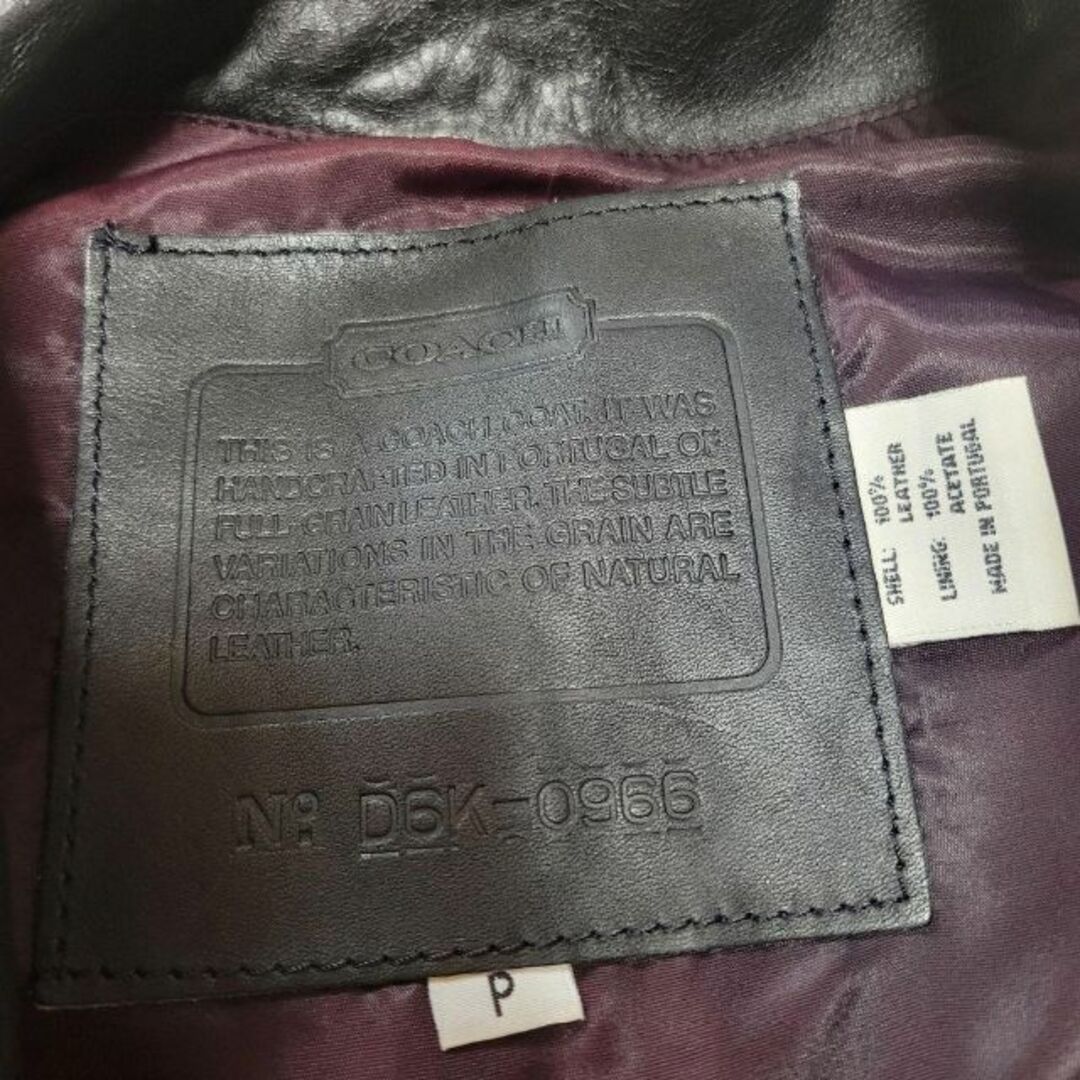 COACH
THIS IS A COACH COAT. IT WAS
HANDCRAFTED IN PORTUGAL OF
FULL-GRAIN LEATHER. THE SUBTLE
VARIATIONS IN THE GRAIN ARE
CHARACTERISTIC OF NATURAL
LEATHER.
No: D6K-0966
P
SHELL: 100%
LEATHER
LINING: 100%
ACETATE
MADE IN PORTUGAL